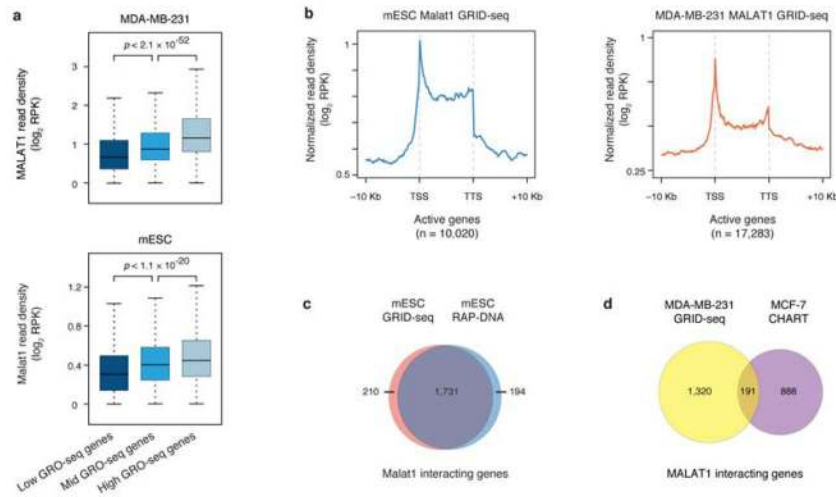 a
MDA-MB-231
p < 2.1 × 10⁻⁵²
MALAT1 read density
(log₂ RPK)
3
2
1
0
mESC
p < 1.1 × 10⁻²⁰
Malat1 read density
(log₂ RPK)
1.2
0.8
0.4
0
Low GRO-seq genes
Mid GRO-seq genes
High GRO-seq genes
b
mESC Malat1 GRID-seq
Normalized read density
(log₂ RPK)
1
0.5
−10 Kb TSS TTS +10 Kb
Active genes
(n = 10,020)
MDA-MB-231 MALAT1 GRID-seq
Normalized read density
(log₂ RPK)
1
0.25
−10 Kb TSS TTS +10 Kb
Active genes
(n = 17,283)
c
mESC
GRID-seq
mESC
RAP-DNA
210 1,731 194
Malat1 interacting genes
d
MDA-MB-231
GRID-seq
MCF-7
CHART
1,320 191 888
MALAT1 interacting genes